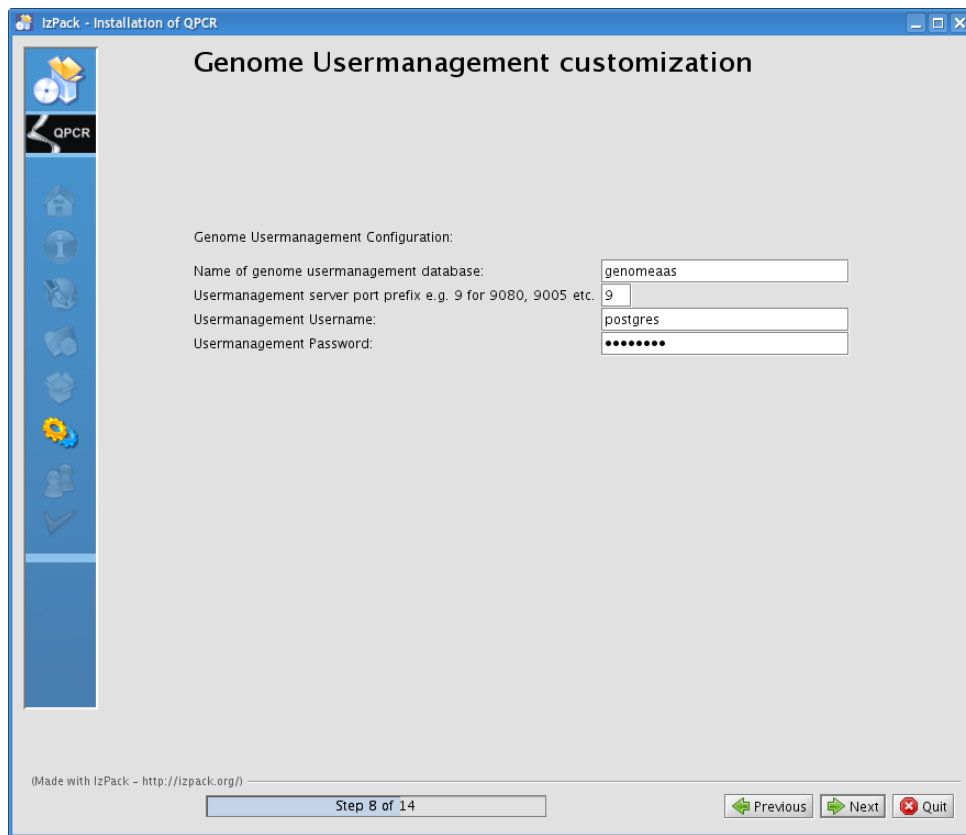 IzPack - Installation of QPCR
Genome Usermanagement customization
QPCR
Genome Usermanagement Configuration:
Name of genome usermanagement database: genomeaas
Usermanagement server port prefix e.g. 9 for 9080, 9005 etc. 9
Usermanagement Username: postgres
Usermanagement Password: ••••••••
(Made with IzPack - http://izpack.org/)
Step 8 of 14 Previous Next Quit